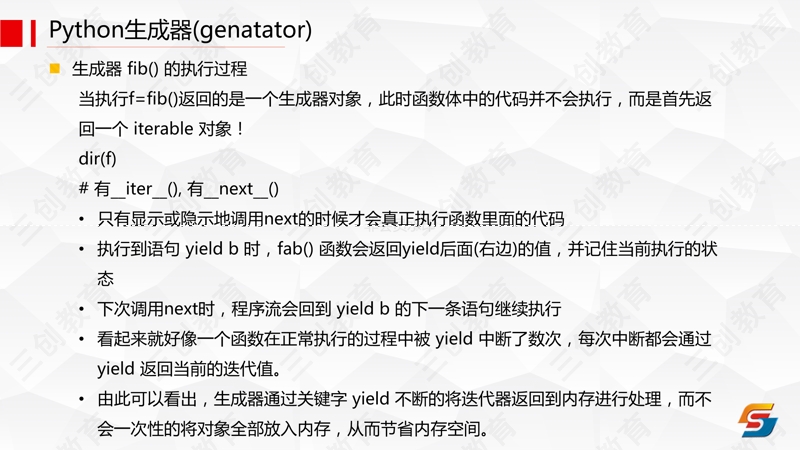 Python生成器(genatator)
生成器 fib() 的执行过程
当执行f=fib()返回的是一个生成器对象，此时函数体中的代码并不会执行，而是首先返
回一个 iterable 对象！
dir(f)
# 有__iter__(), 有__next__()
• 只有显示或隐示地调用next的时候才会真正执行函数里面的代码
• 执行到语句 yield b 时，fab() 函数会返回yield后面(右边)的值，并记住当前执行的状
态
• 下次调用next时，程序流会回到 yield b 的下一条语句继续执行
• 看起来就好像一个函数在正常执行的过程中被 yield 中断了数次，每次中断都会通过
yield 返回当前的迭代值。
• 由此可以看出，生成器通过关键字 yield 不断的将迭代器返回到内存进行处理，而不
会一次性的将对象全部放入内存，从而节省内存空间。
三创教育